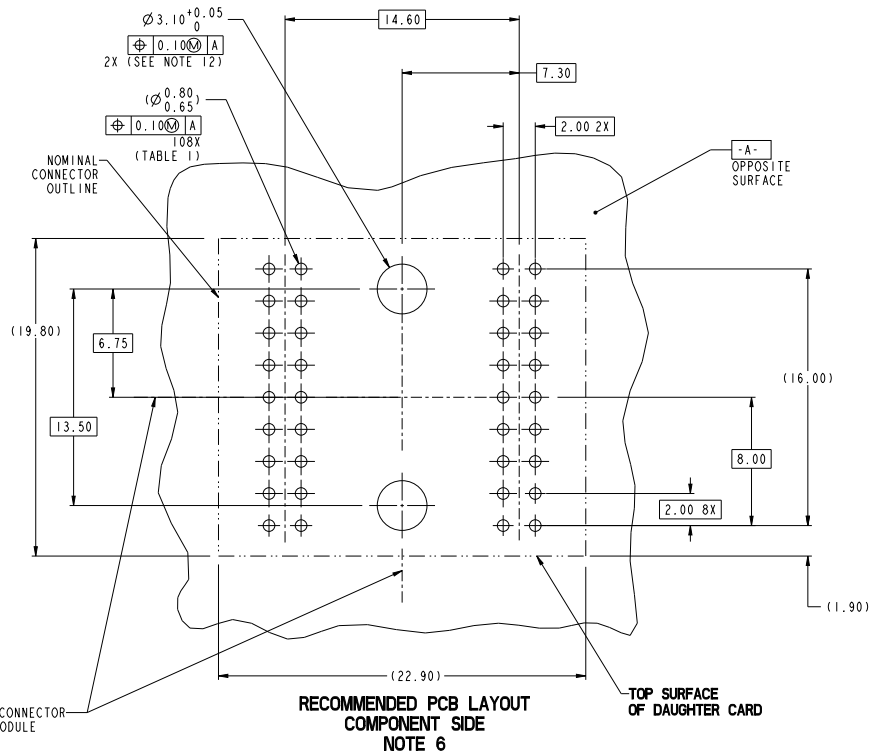 Ø3.10 +0.05
0
⌖ 0.10Ⓜ A
2X (SEE NOTE 12)
14.60
7.30
(Ø 0.80)
0.65
⌖ 0.10Ⓜ A
108X
(TABLE 1)
2.00 2X
NOMINAL
CONNECTOR
OUTLINE
-A-
OPPOSITE
SURFACE
(19.80)
6.75
13.50
(16.00)
8.00
2.00 8X
(1.90)
(22.90)
CONNECTOR
ODULE
RECOMMENDED PCB LAYOUT
COMPONENT SIDE
NOTE 6
TOP SURFACE
OF DAUGHTER CARD